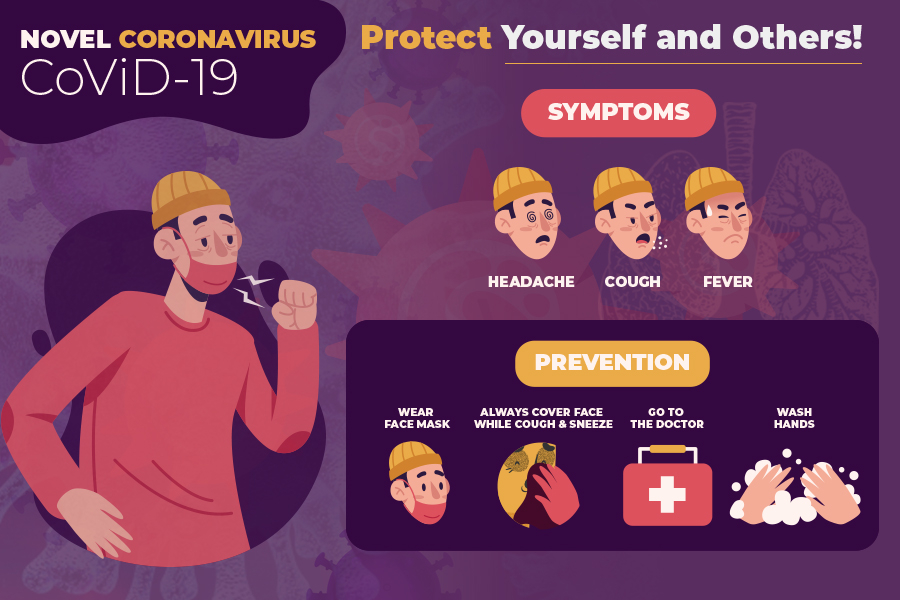 NOVEL CORONAVIRUS
CoViD-19
Protect Yourself and Others!
SYMPTOMS
HEADACHE
COUGH
FEVER
PREVENTION
WEAR
FACE MASK
ALWAYS COVER FACE
WHILE COUGH & SNEEZE
GO TO
THE DOCTOR
WASH
HANDS